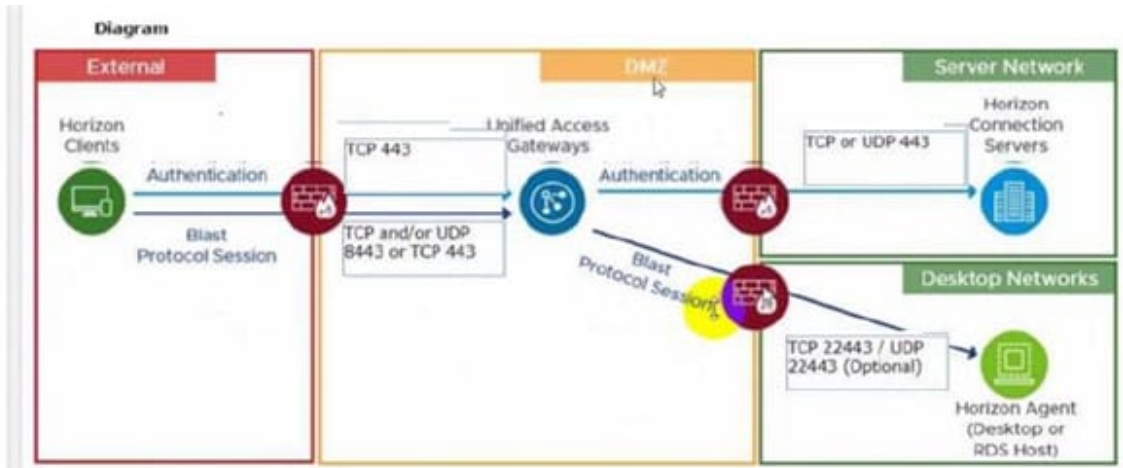 Diagram
External
DMZ
Server Network
Horizon
Clients
Unified Access
Gateways
Horizon
Connection
Servers
TCP 443
TCP or UDP 443
Authentication
Authentication
Blast
Protocol Session
TCP and/or UDP
8443 or TCP 443
Blast
Protocol Session
Desktop Networks
TCP 22443 / UDP
22443 (Optional)
Horizon Agent
(Desktop or
RDS Host)